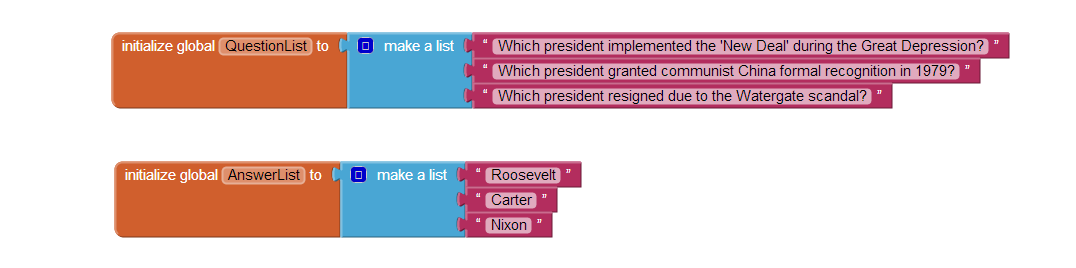 initialize global QuestionList to make a list “ Which president implemented the 'New Deal' during the Great Depression? ”
“ Which president granted communist China formal recognition in 1979? ”
“ Which president resigned due to the Watergate scandal? ”
initialize global AnswerList to make a list “ Roosevelt ”
“ Carter ”
“ Nixon ”